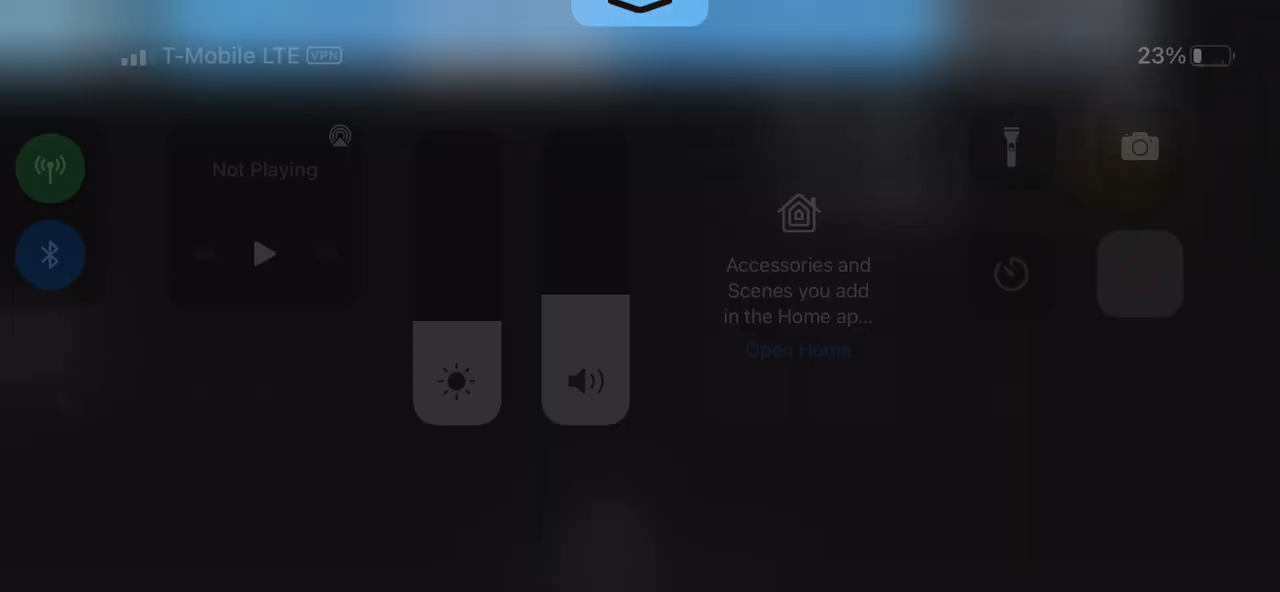 T-Mobile LTE VPN
23%
Not Playing
Accessories and
Scenes you add
in the Home ap...
Open Home